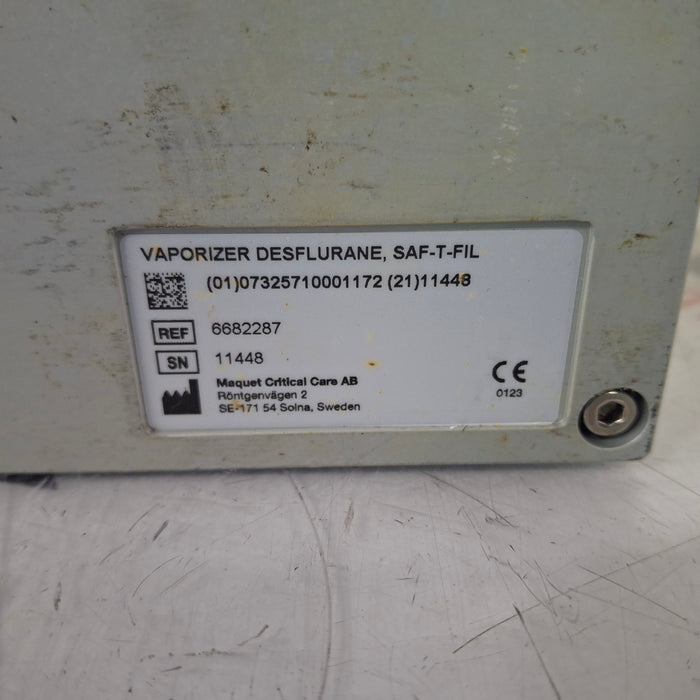 VAPORIZER DESFLURANE, SAF-T-FIL
(01)07325710001172 (21)11448
REF 6682287
SN 11448
Maquet Critical Care AB
Röntgenvägen 2
SE-171 54 Solna, Sweden
CE
0123